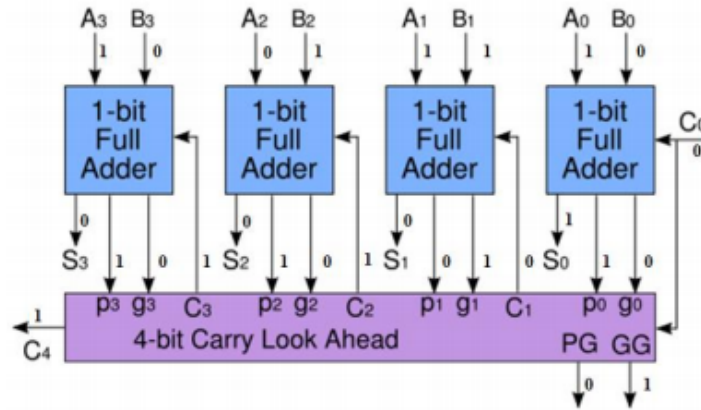 A3 B3 A2 B2 A1 B1 A0 B0
1 0 0 1 1 1 1 0
1-bit Full Adder
1-bit Full Adder
1-bit Full Adder
1-bit Full Adder
C0
0
0 0 0 1
S3 1 0 1 S2 1 0 1 S1 0 1 0 S0 1 0
p3 g3 C3 p2 g2 C2 p1 g1 C1 p0 g0
1
C4
4-bit Carry Look Ahead
PG GG
0 1